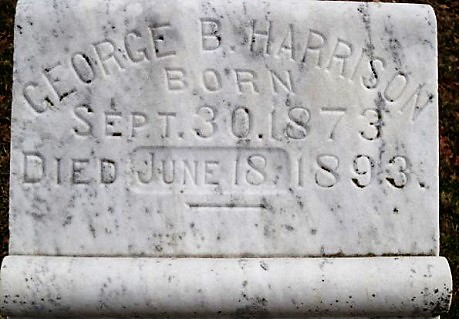 GEORGE B. HARRISON
BORN
SEPT. 30. 1873
DIED JUNE 18, 1893.